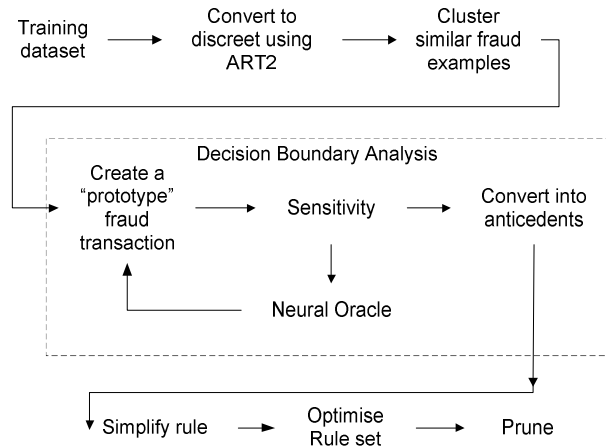 Training
dataset
Convert to
discreet using
ART2
Cluster
similar fraud
examples
Decision Boundary Analysis
Create a
“prototype”
fraud
transaction
Sensitivity
Convert into
anticedents
Neural Oracle
Simplify rule
Optimise
Rule set
Prune